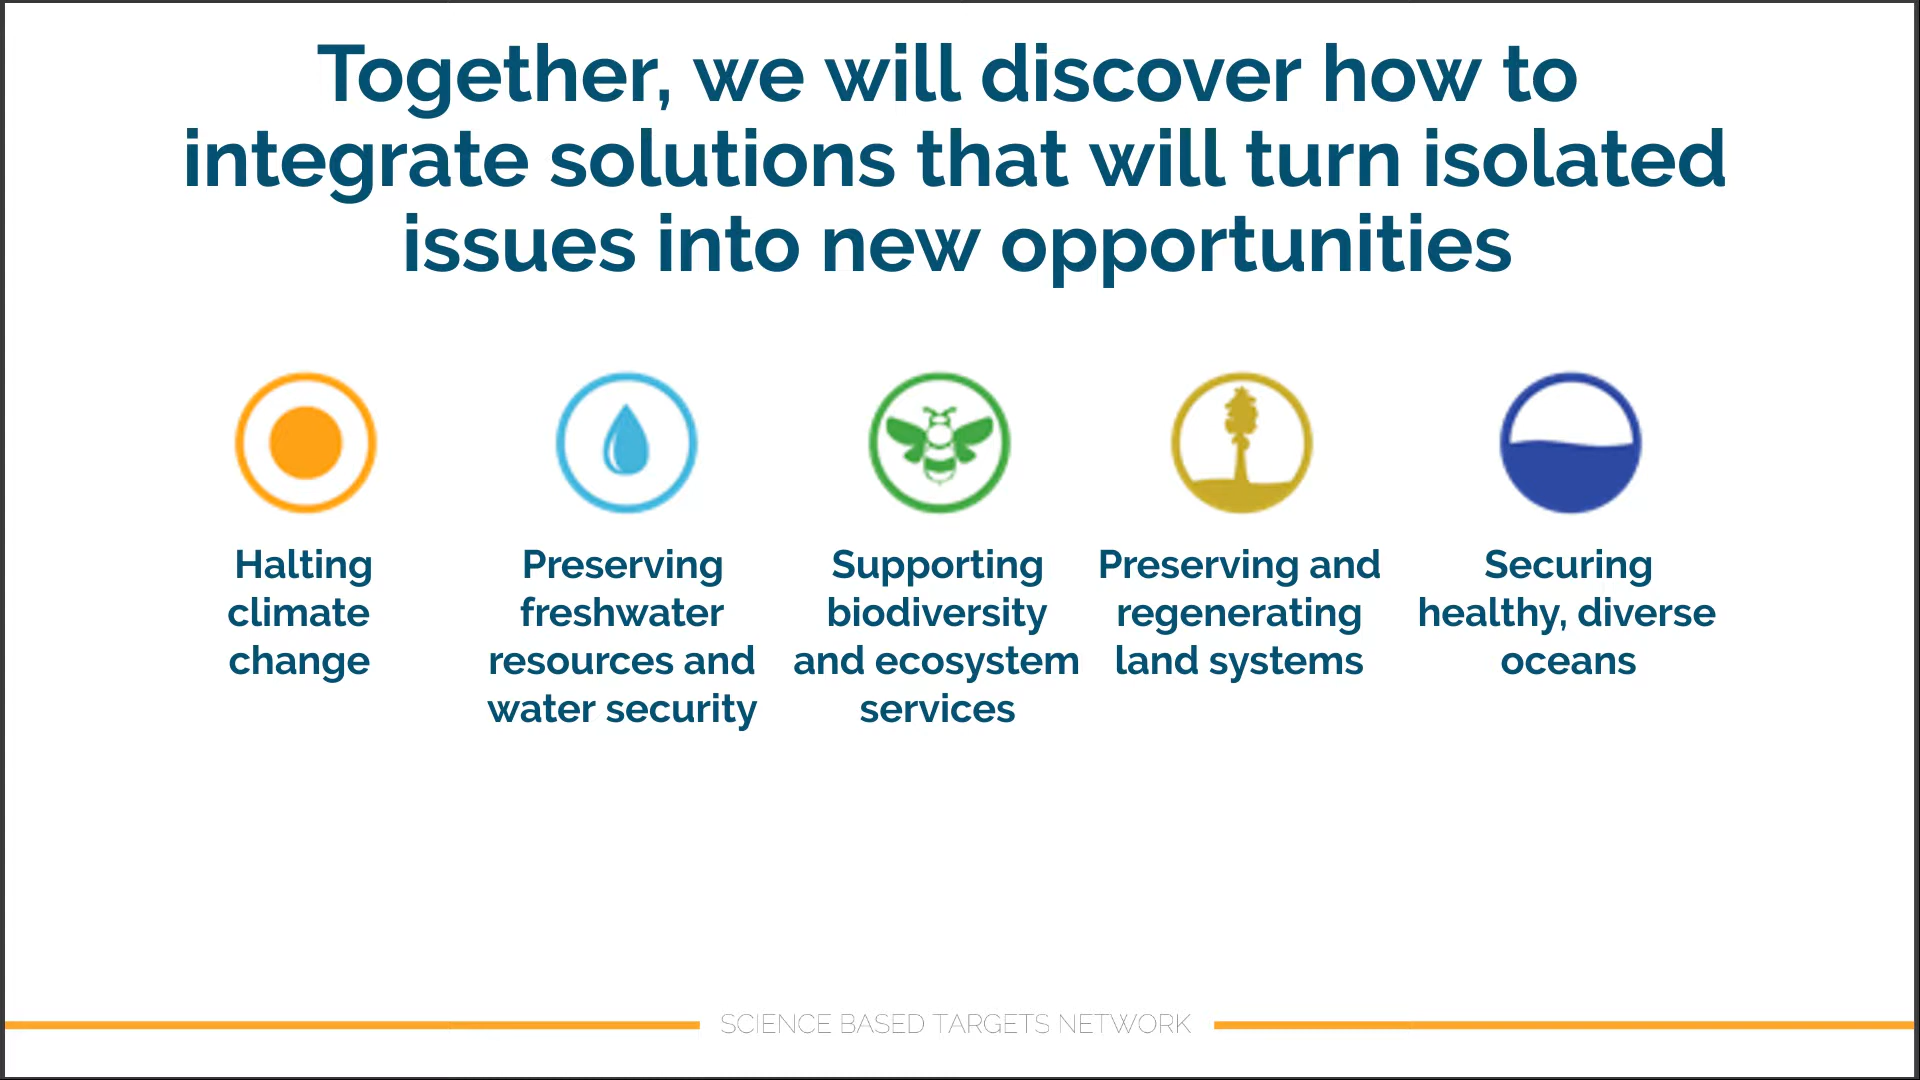 Together, we will discover how to
integrate solutions that will turn isolated
issues into new opportunities
Halting
climate
change
Preserving
freshwater
resources and
water security
Supporting
biodiversity
and ecosystem
services
Preserving and
regenerating
land systems
Securing
healthy, diverse
oceans
SCIENCE BASED TARGETS NETWORK